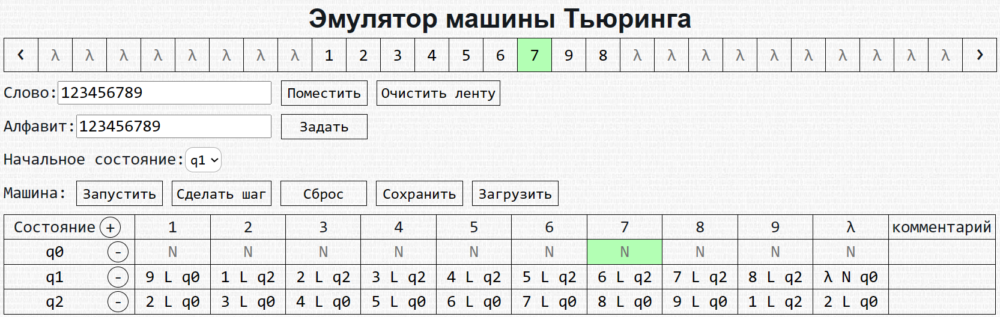 Эмулятор машины Тьюринга
< λ λ λ λ λ λ λ λ 1 2 3 4 5 6 7 9 8 λ λ λ λ λ λ λ λ λ λ >
Слово: 123456789 Поместить Очистить ленту
Алфавит: 123456789 Задать
Начальное состояние: q1
Машина: Запустить Сделать шаг Сброс Сохранить Загрузить
Состояние + 1 2 3 4 5 6 7 8 9 λ комментарий
q0 - N N N N N N N N N N
q1 - 9 L q0 1 L q2 2 L q2 3 L q2 4 L q2 5 L q2 6 L q2 7 L q2 8 L q2 λ N q0
q2 - 2 L q0 3 L q0 4 L q0 5 L q0 6 L q0 7 L q0 8 L q0 9 L q0 1 L q2 2 L q0